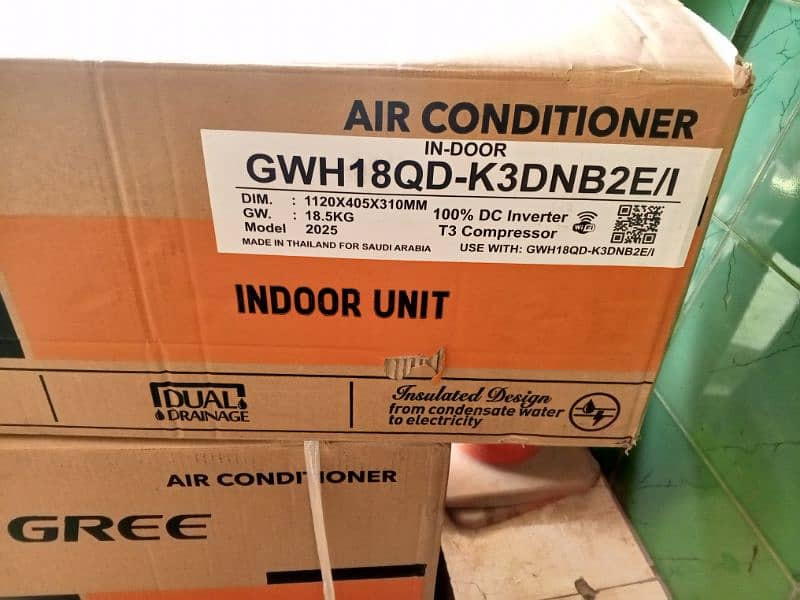 AIR CONDITIONER
IN-DOOR
GWH18QD-K3DNB2E/I
DIM. : 1120X405X310MM
GW. : 18.5KG
Model 2025
100% DC Inverter
T3 Compressor
WiFi
MADE IN THAILAND FOR SAUDI ARABIA
USE WITH: GWH18QD-K3DNB2E/I
INDOOR UNIT
DUAL
DRAINAGE
Insulated Design
from condensate water
to electricity
AIR CONDITIONER
GREE